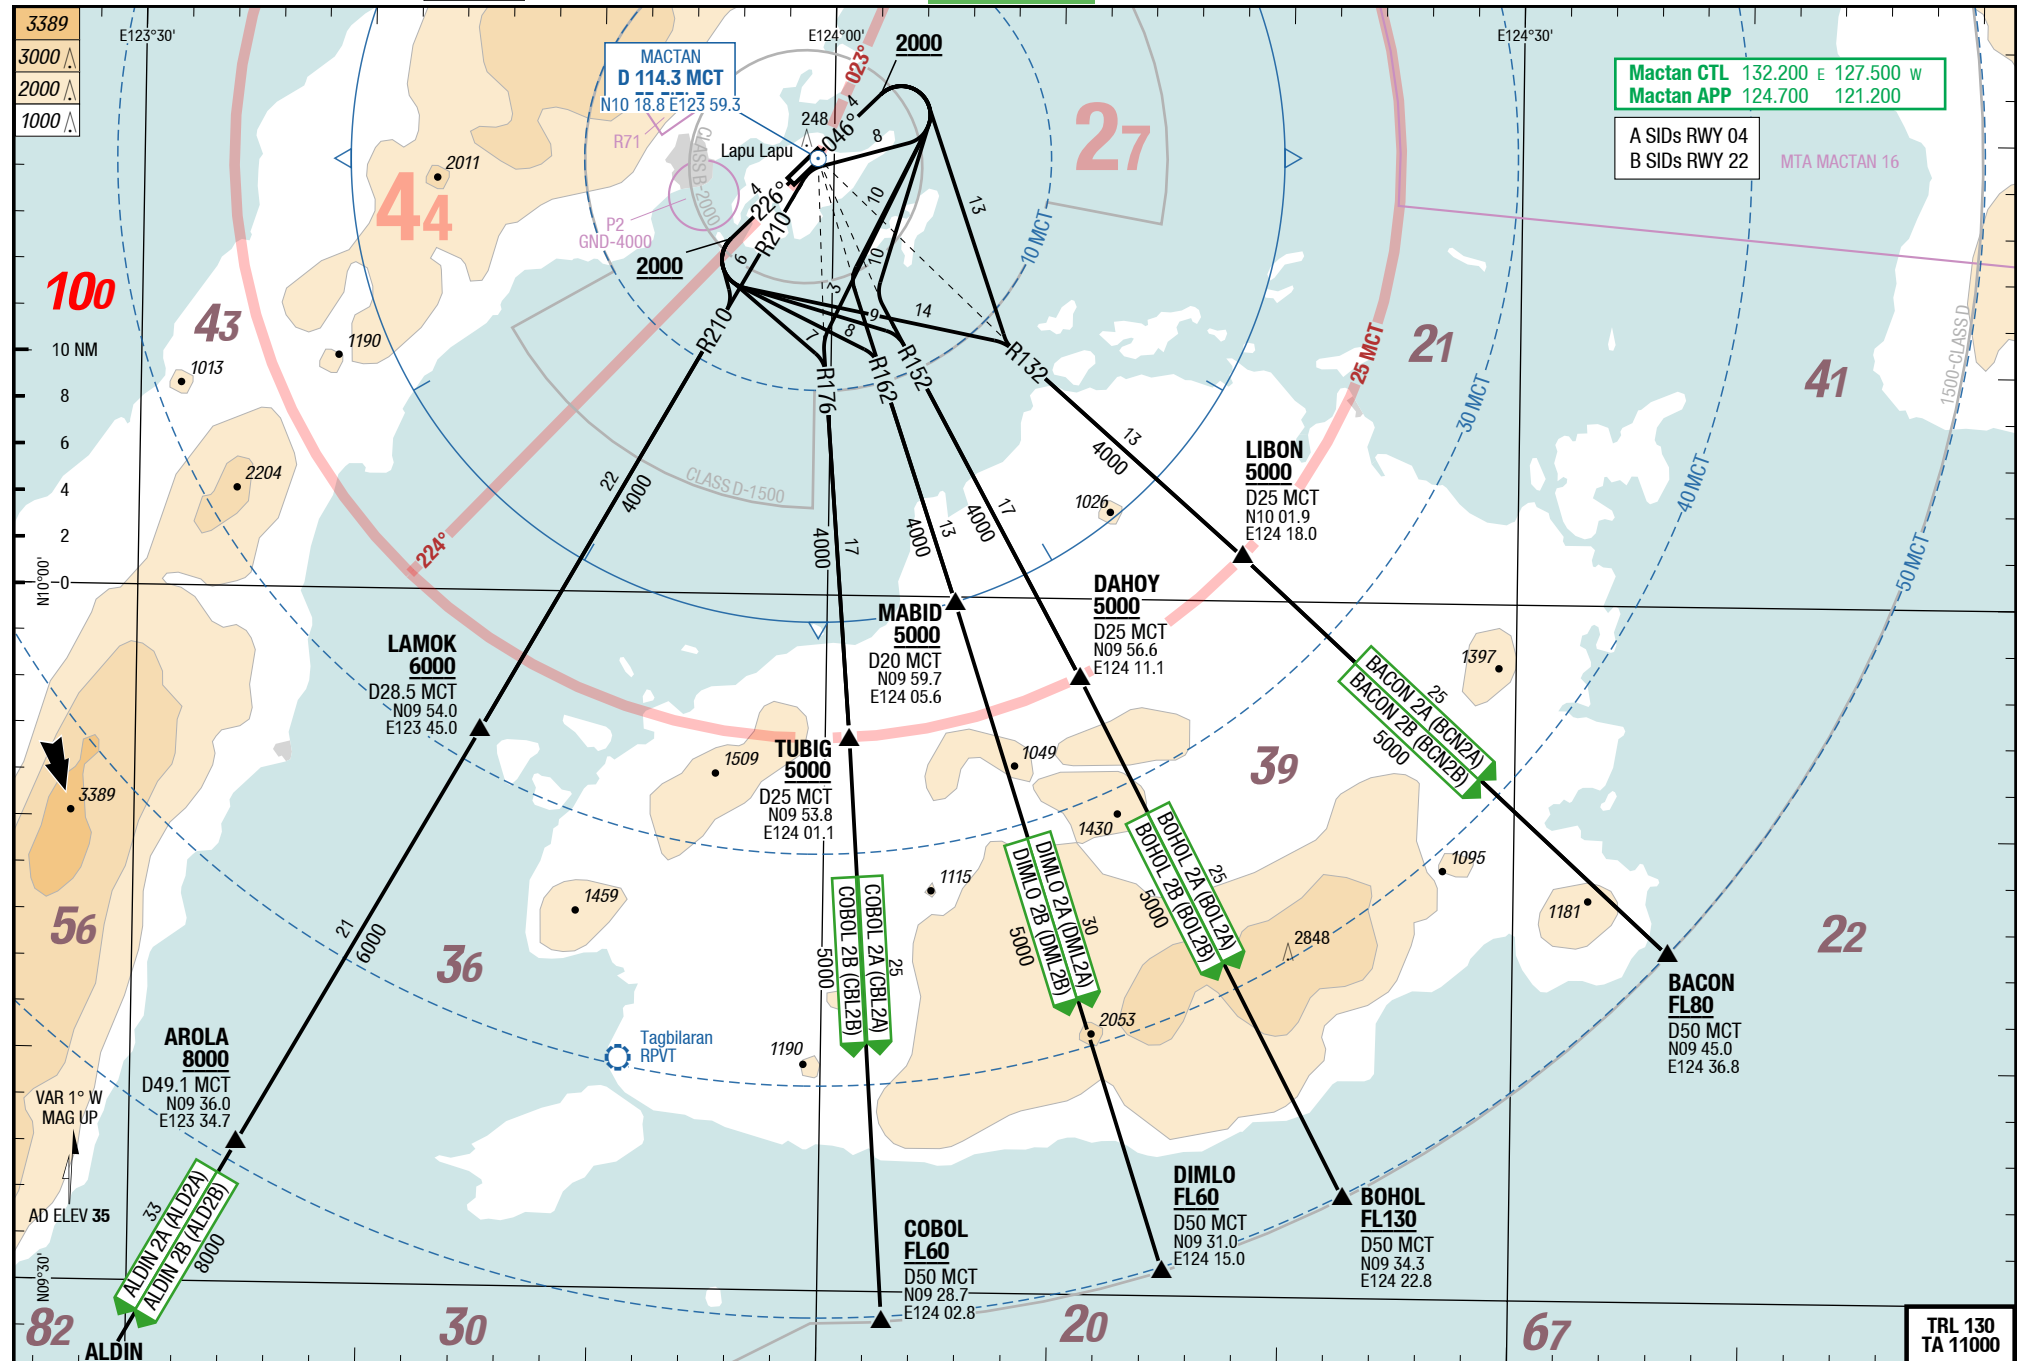 3389
3000
2000
1000
E123°30'
E124°00'
E124°30'
MACTAN
D 114.3 MCT
N10 18.8 E123 59.3
023°
2000
Mactan CTL 132.200 E 127.500 W
Mactan APP 124.700 121.200
A SIDs RWY 04
B SIDs RWY 22
MTA MACTAN 16
R71
CLASS B-2000
Lapu Lapu
248
046°
4
8
27
2011
44
P2
GND-4000
4
226°
R210
2000
6
10
10
13
10 MCT
100
43
1190
1013
10 NM
8
6
4
2
0
N10°00'
R210
3
7
8
9
14
R176
R162
R152
R132
25 MCT
21
30 MCT
41
1500-CLASS D
2204
224°
CLASS D-1500
22
4000
4000
17
4000
13
4000
17
13
4000
1026
LIBON
5000
D25 MCT
N10 01.9
E124 18.0
40 MCT
50 MCT
DAHOY
5000
D25 MCT
N09 56.6
E124 11.1
MABID
5000
D20 MCT
N09 59.7
E124 05.6
LAMOK
6000
D28.5 MCT
N09 54.0
E123 45.0
TUBIG
5000
D25 MCT
N09 53.8
E124 01.1
1509
1049
1430
39
1397
BACON 2A (BCN2A)
BACON 2B (BCN2B)
25
5000
3389
56
1459
1115
1095
1181
22
21
6000
36
COBOL 2A (CBL2A)
COBOL 2B (CBL2B)
25
5000
DIMLO 2A (DML2A)
DIMLO 2B (DML2B)
30
5000
BOHOL 2A (BOL2A)
BOHOL 2B (BOL2B)
25
5000
2848
2053
1190
Tagbilaran
RPVT
BACON
FL80
D50 MCT
N09 45.0
E124 36.8
AROLA
8000
D49.1 MCT
N09 36.0
E123 34.7
VAR 1° W
MAG UP
AD ELEV 35
N09°30'
33
ALDIN 2A (ALD2A)
ALDIN 2B (ALD2B)
8000
ALDIN
COBOL
FL60
D50 MCT
N09 28.7
E124 02.8
DIMLO
FL60
D50 MCT
N09 31.0
E124 15.0
BOHOL
FL130
D50 MCT
N09 34.3
E124 22.8
82
30
20
67
TRL 130
TA 11000